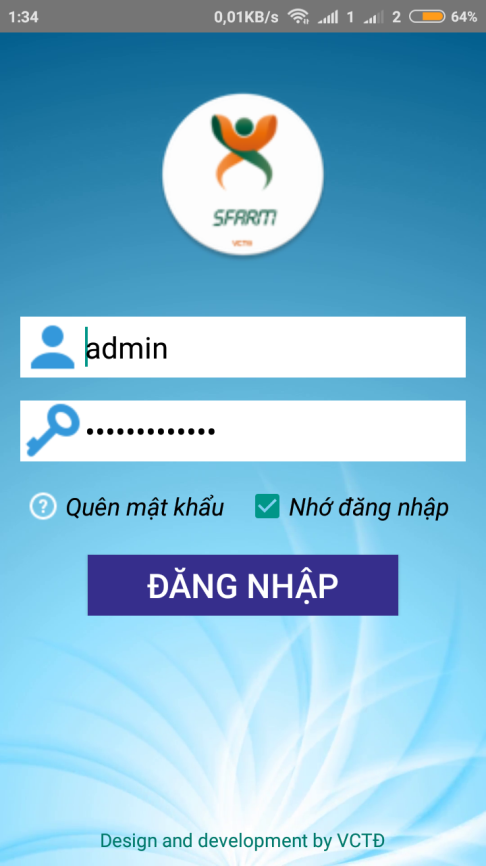 1:34 0,01KB/s 1 2 64%
SFARM
VCTĐ
admin
•••••••••••••
Quên mật khẩu Nhớ đăng nhập
ĐĂNG NHẬP
Design and development by VCTĐ